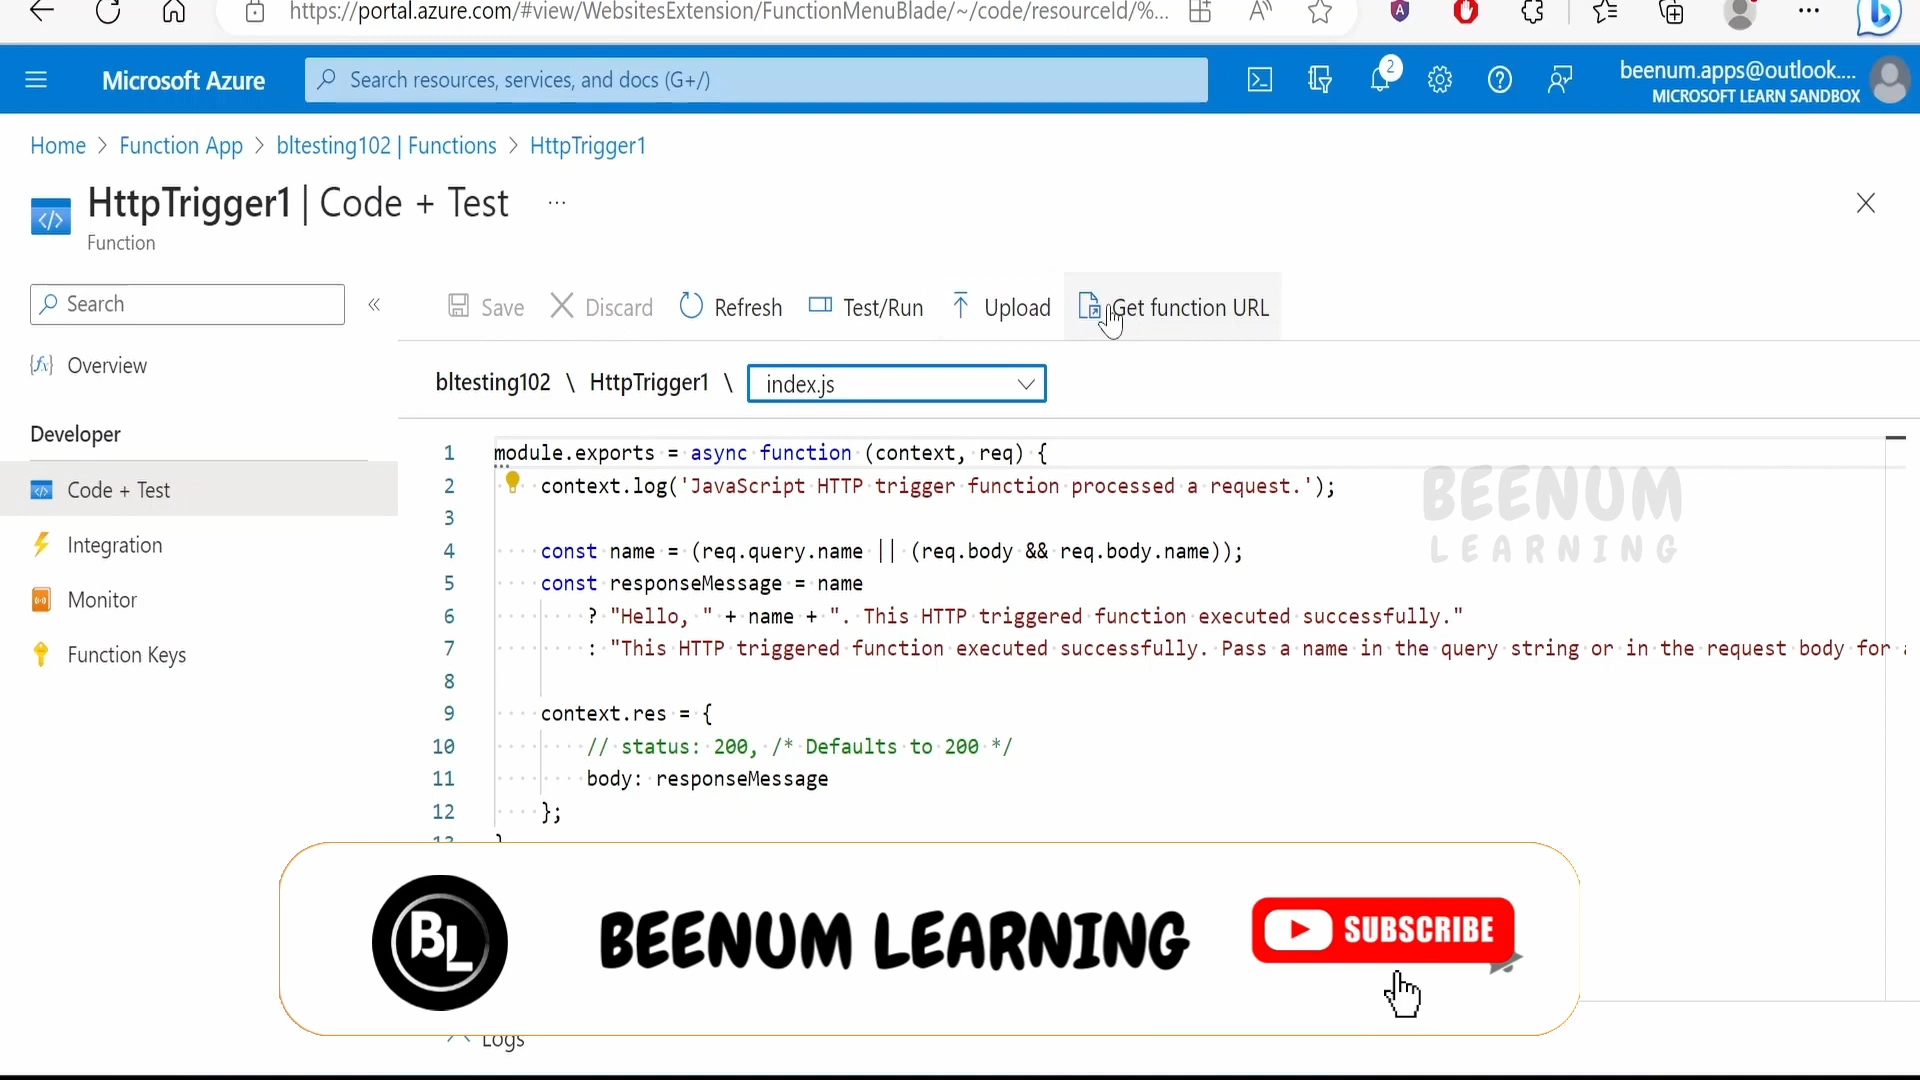 https://portal.azure.com/#view/WebsitesExtension/FunctionMenuBlade/~/code/resourceId/%...
Microsoft Azure
Search resources, services, and docs (G+/)
2
beenum.apps@outlook....
MICROSOFT LEARN SANDBOX
Home > Function App > bltesting102 | Functions > HttpTrigger1
HttpTrigger1 | Code + Test ...
Function
Search
Save Discard Refresh Test/Run Upload Get function URL
Overview
bltesting102 \ HttpTrigger1 \ index.js
Developer
Code + Test
Integration
Monitor
Function Keys
1 module.exports = async function (context, req) {
2 context.log('JavaScript HTTP trigger function processed a request.');
3
4 const name = (req.query.name || (req.body && req.body.name));
5 const responseMessage = name
6 ? "Hello, " + name + ". This HTTP triggered function executed successfully."
7 : "This HTTP triggered function executed successfully. Pass a name in the query string or in the request body for
8
9 context.res = {
10 // status: 200, /* Defaults to 200 */
11 body: responseMessage
12 };
BEENUM
LEARNING
BL
BEENUM LEARNING
SUBSCRIBE
Logs